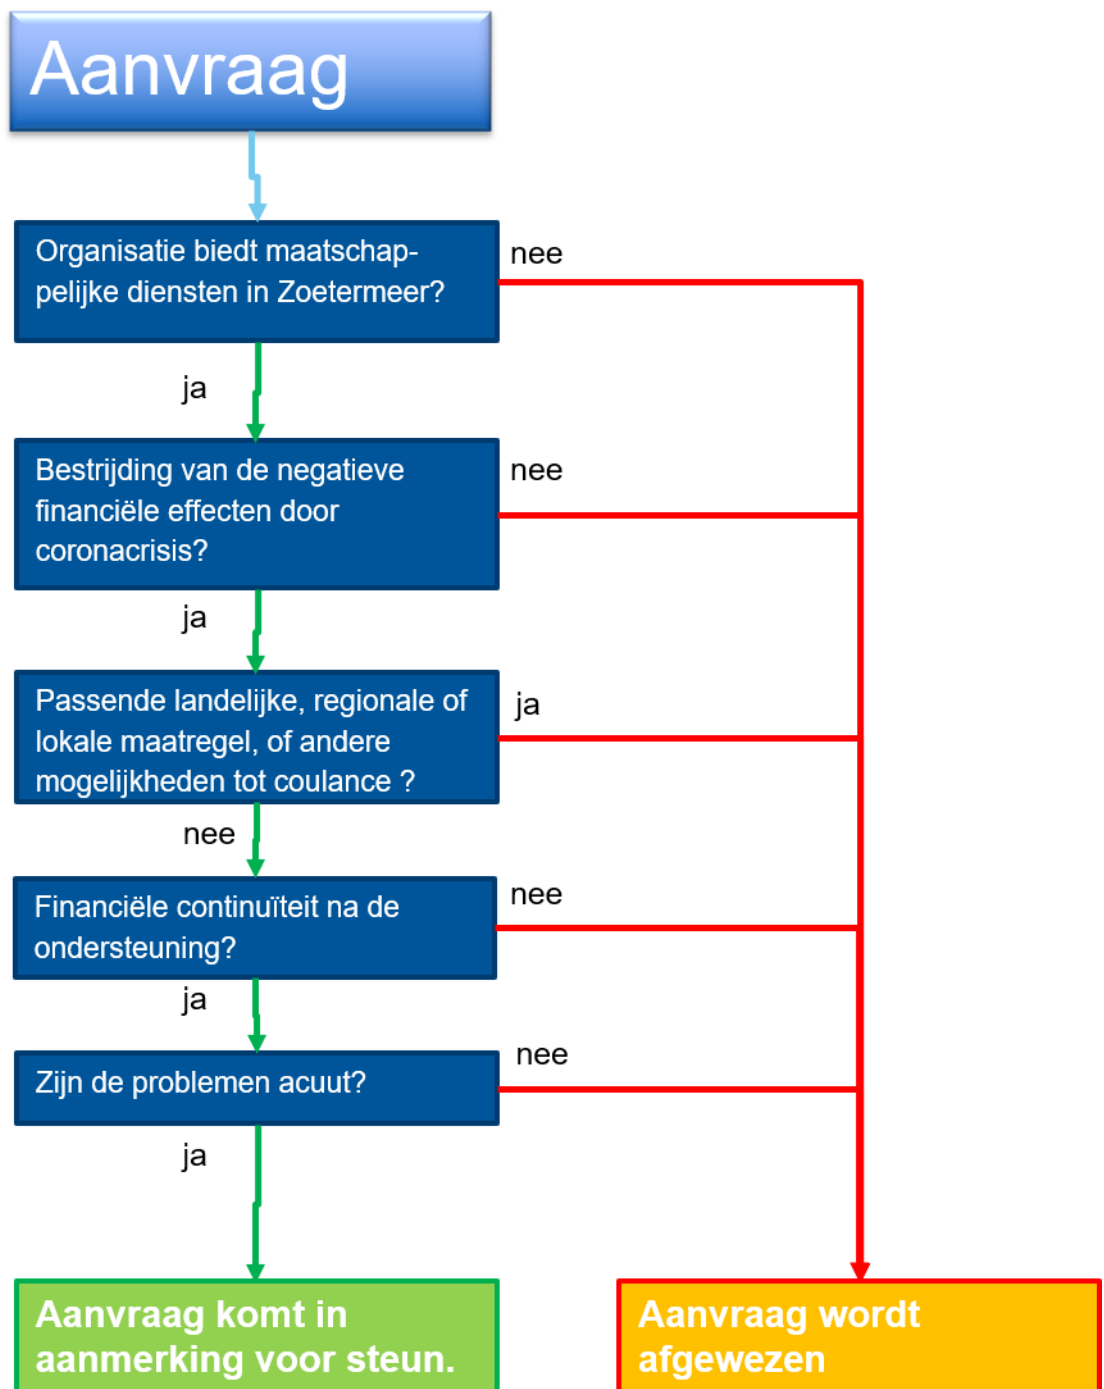 Aanvraag
Organisatie biedt maatschap-
pelijke diensten in Zoetermeer?
nee
ja
Bestrijding van de negatieve
financiële effecten door
coronacrisis?
nee
ja
Passende landelijke, regionale of
lokale maatregel, of andere
mogelijkheden tot coulance ?
ja
nee
Financiële continuïteit na de
ondersteuning?
nee
ja
Zijn de problemen acuut?
nee
ja
Aanvraag komt in
aanmerking voor steun.
Aanvraag wordt
afgewezen